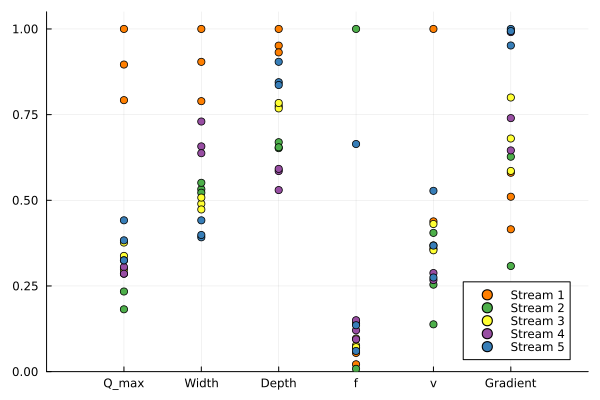 1.00
0.75
0.50
0.25
0.00
Q_max Width Depth f v Gradient
Stream 1
Stream 2
Stream 3
Stream 4
Stream 5